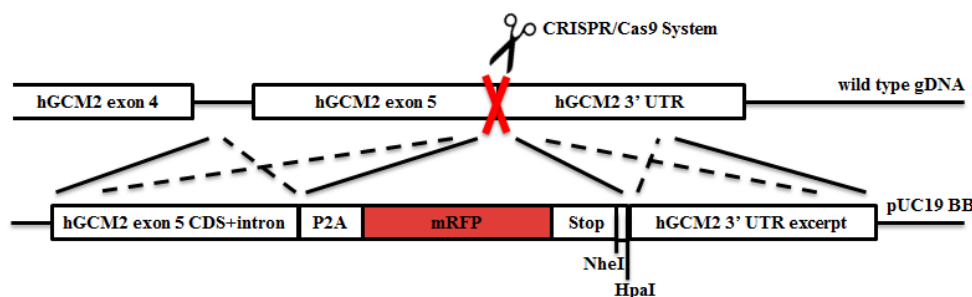 CRISPR/Cas9 System
hGCM2 exon 4
hGCM2 exon 5
hGCM2 3’ UTR
wild type gDNA
hGCM2 exon 5 CDS+intron
P2A
mRFP
Stop
hGCM2 3’ UTR excerpt
pUC19 BB
NheI
HpaI